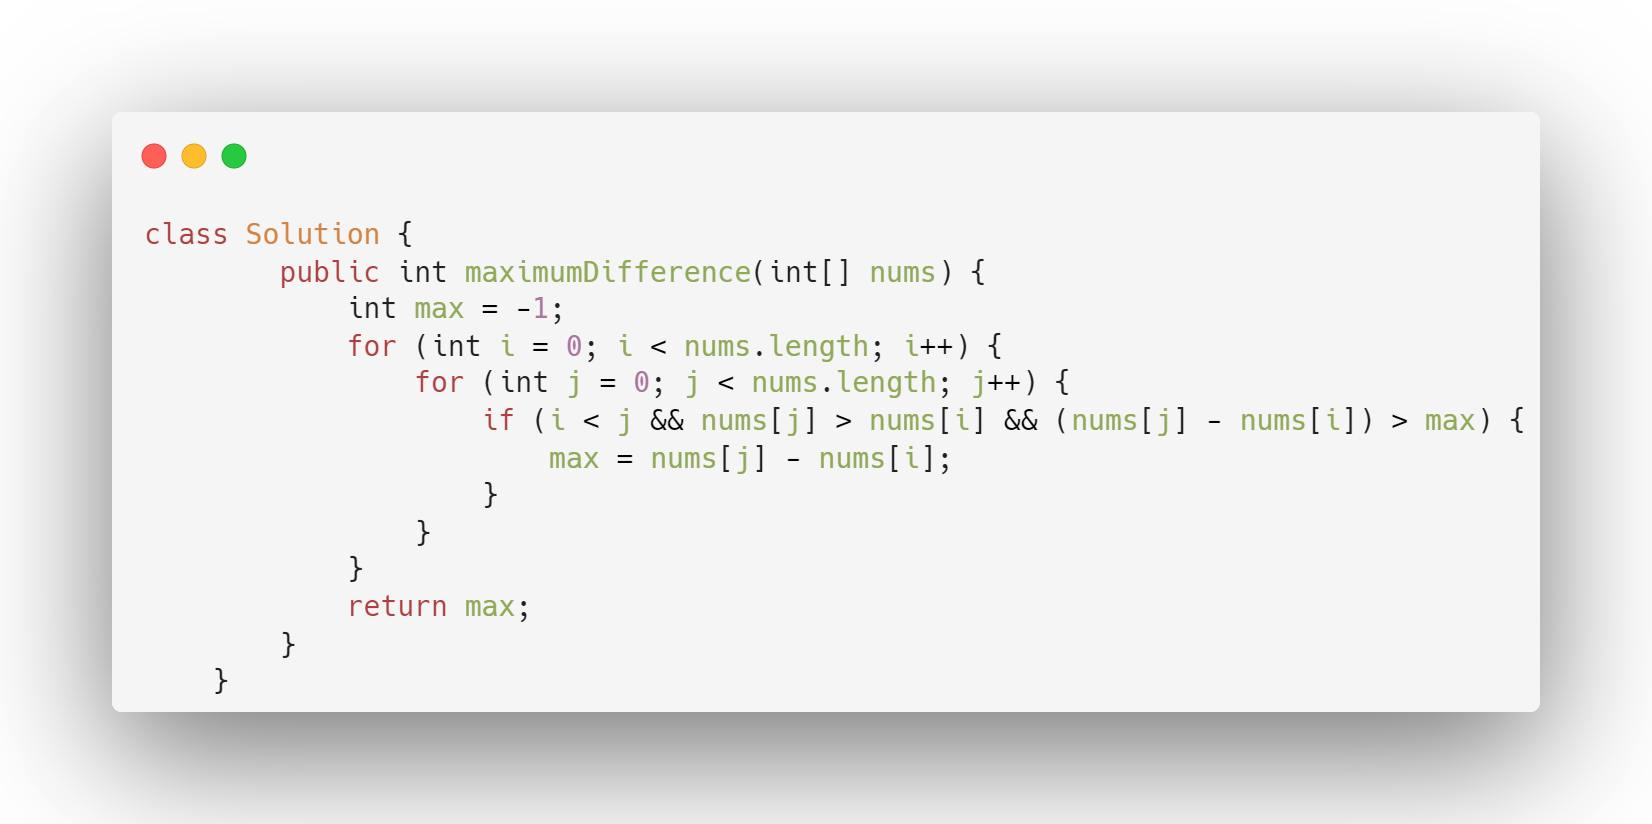 class Solution {
        public int maximumDifference(int[] nums) {
            int max = -1;
            for (int i = 0; i < nums.length; i++) {
                for (int j = 0; j < nums.length; j++) {
                    if (i < j && nums[j] > nums[i] && (nums[j] - nums[i]) > max) {
                        max = nums[j] - nums[i];
                    }
                }
            }
            return max;
        }
    }